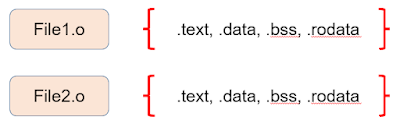 File1.o .text, .data, .bss, .rodata
File2.o .text, .data, .bss, .rodata